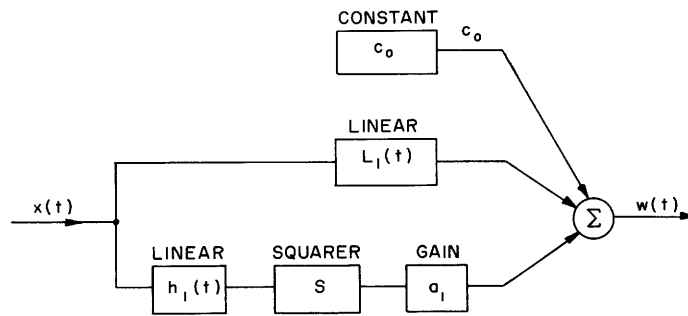 CONSTANT
c₀
c₀
LINEAR
L₁(t)
x(t)
Σ
w(t)
LINEAR
SQUARER
GAIN
h₁(t)
S
a₁